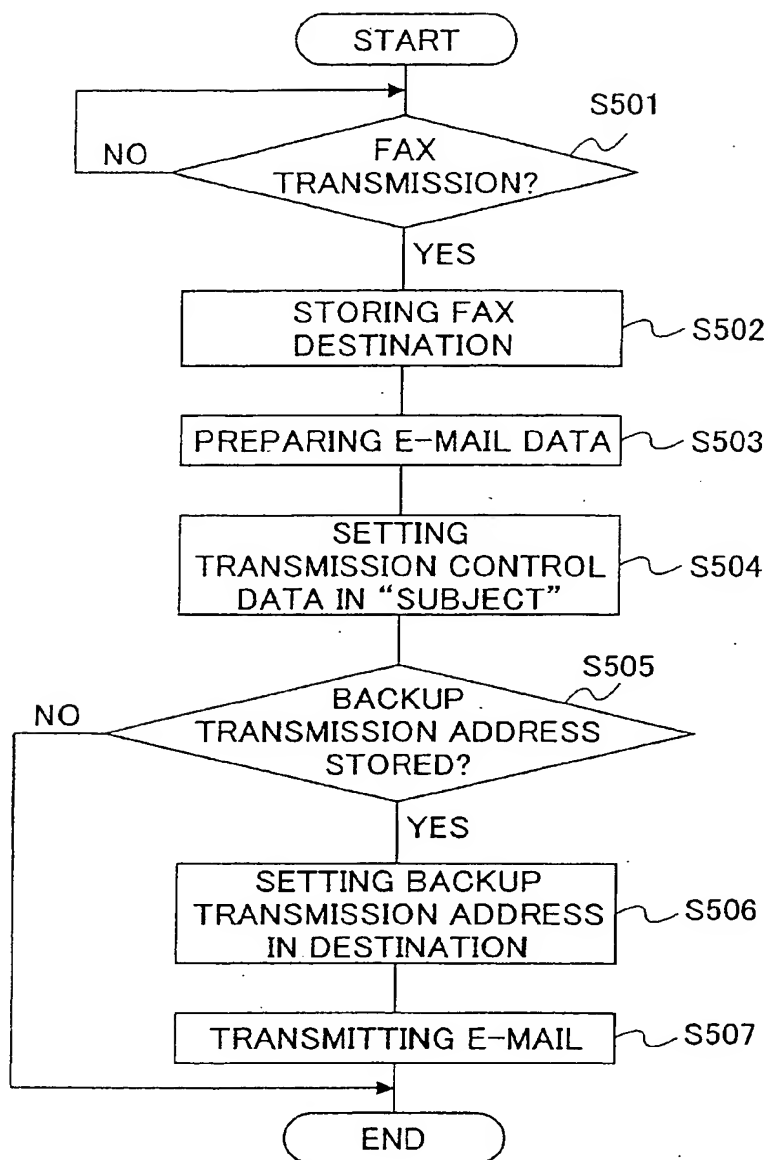 START
S501
NO
FAX
TRANSMISSION?
YES
STORING FAX
DESTINATION
S502
PREPARING E-MAIL DATA
S503
SETTING
TRANSMISSION CONTROL
DATA IN “SUBJECT”
S504
S505
NO
BACKUP
TRANSMISSION ADDRESS
STORED?
YES
SETTING BACKUP
TRANSMISSION ADDRESS
IN DESTINATION
S506
TRANSMITTING E-MAIL
S507
END